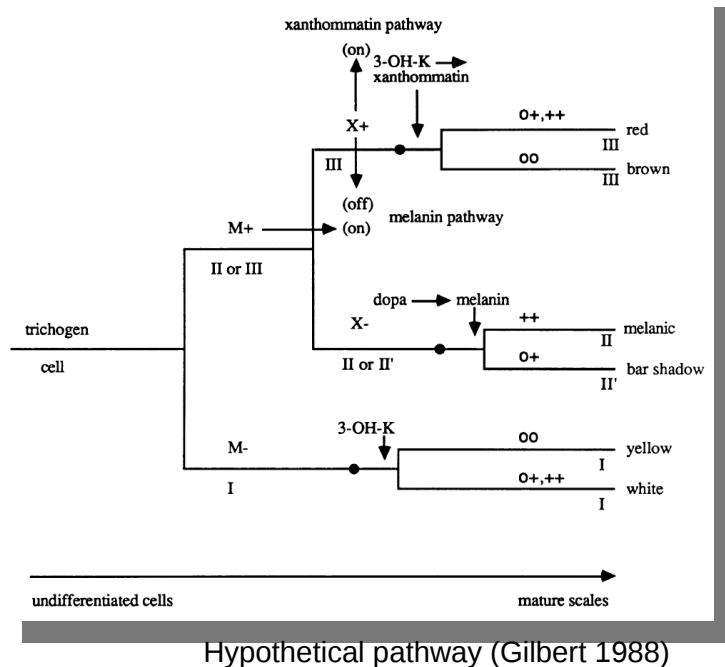 xanthommatin pathway
(on)
3-OH-K
xanthommatin
O+,++
red
X+
III
OO
III
III
brown
(off)
melanin pathway
M+
(on)
II or III
dopa
melanin
X-
++
trichogen
melanic
II
II or II'
O+
cell
bar shadow
II'
3-OH-K
OO
M-
yellow
I
O+,++
I
white
I
undifferentiated cells
mature scales
Hypothetical pathway (Gilbert 1988)